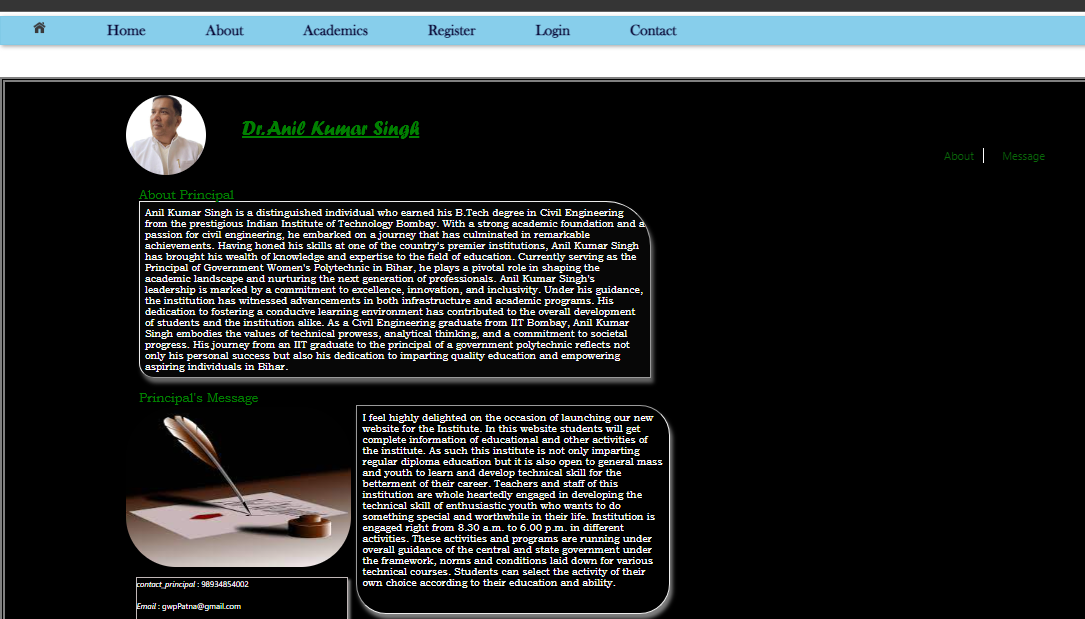 Home About Academics Register Login Contact
Dr.Anil Kumar Singh
About Message
About Principal
Anil Kumar Singh is a distinguished individual who earned his B.Tech degree in Civil Engineering
from the prestigious Indian Institute of Technology Bombay. With a strong academic foundation and a
passion for civil engineering, he embarked on a journey that has culminated in remarkable
achievements. Having honed his skills at one of the country's premier institutions, Anil Kumar Singh
has brought his wealth of knowledge and expertise to the field of education. Currently serving as the
Principal of Government Women's Polytechnic in Bihar, he plays a pivotal role in shaping the
academic landscape and nurturing the next generation of professionals. Anil Kumar Singh's
leadership is marked by a commitment to excellence, innovation, and inclusivity. Under his guidance,
the institution has witnessed advancements in both infrastructure and academic programs. His
dedication to fostering a conducive learning environment has contributed to the overall development
of students and the institution alike. As a Civil Engineering graduate from IIT Bombay, Anil Kumar
Singh embodies the values of technical prowess, analytical thinking, and a commitment to societal
progress. His journey from an IIT graduate to the principal of a government polytechnic reflects not
only his personal success but also his dedication to imparting quality education and empowering
aspiring individuals in Bihar.
Principal's Message
I feel highly delighted on the occasion of launching our new
website for the Institute. In this website students will get
complete information of educational and other activities of
the institute. As such this institute is not only imparting
regular diploma education but it is also open to general mass
and youth to learn and develop technical skill for the
betterment of their career. Teachers and staff of this
institution are whole heartedly engaged in developing the
technical skill of enthusiastic youth who wants to do
something special and worthwhile in their life. Institution is
engaged right from 8.30 a.m. to 6.00 p.m. in different
activities. These activities and programs are running under
overall guidance of the central and state government under
the framework, norms and conditions laid down for various
technical courses. Students can select the activity of their
own choice according to their education and ability.
contact_principal : 98934854002
Email : gwpPatna@gmail.com